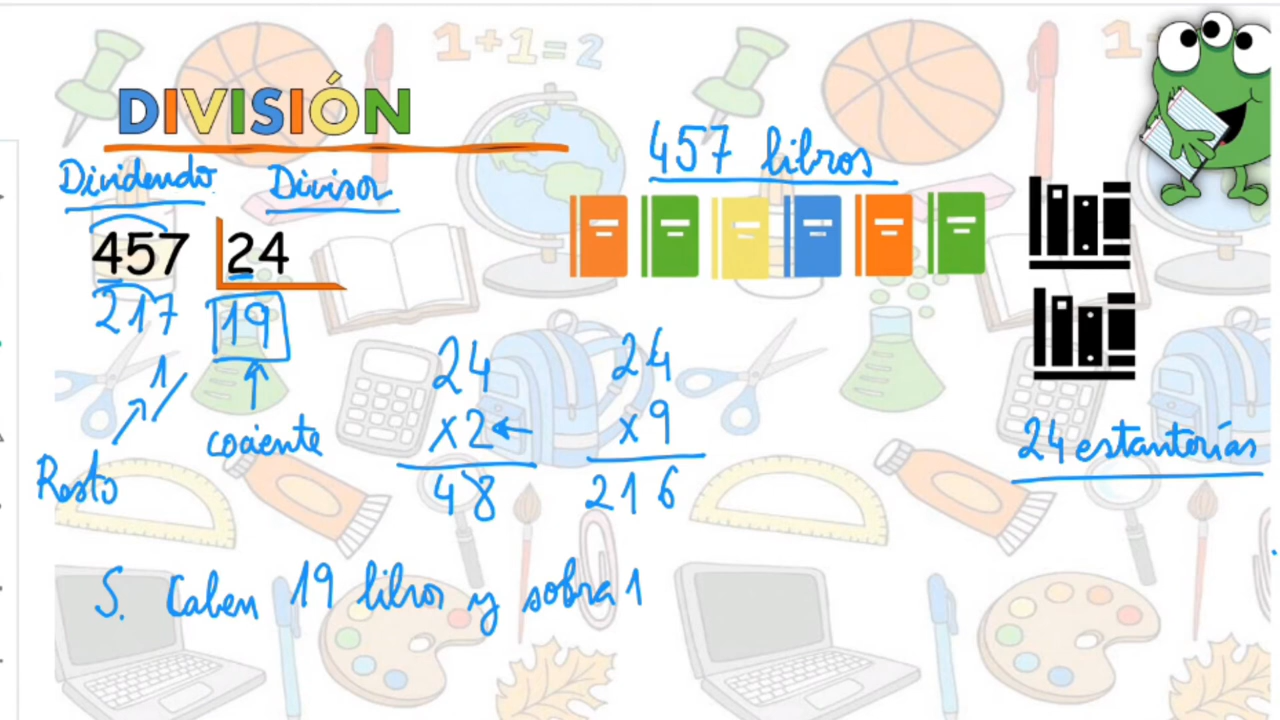 1+1=2
DIVISIÓN
Dividendo Divisor
457 24
217 19
1
Resto
cociente
24
x2
48
24
x9
216
457 libros
24 estanterías
S. Caben 19 libros y sobra 1